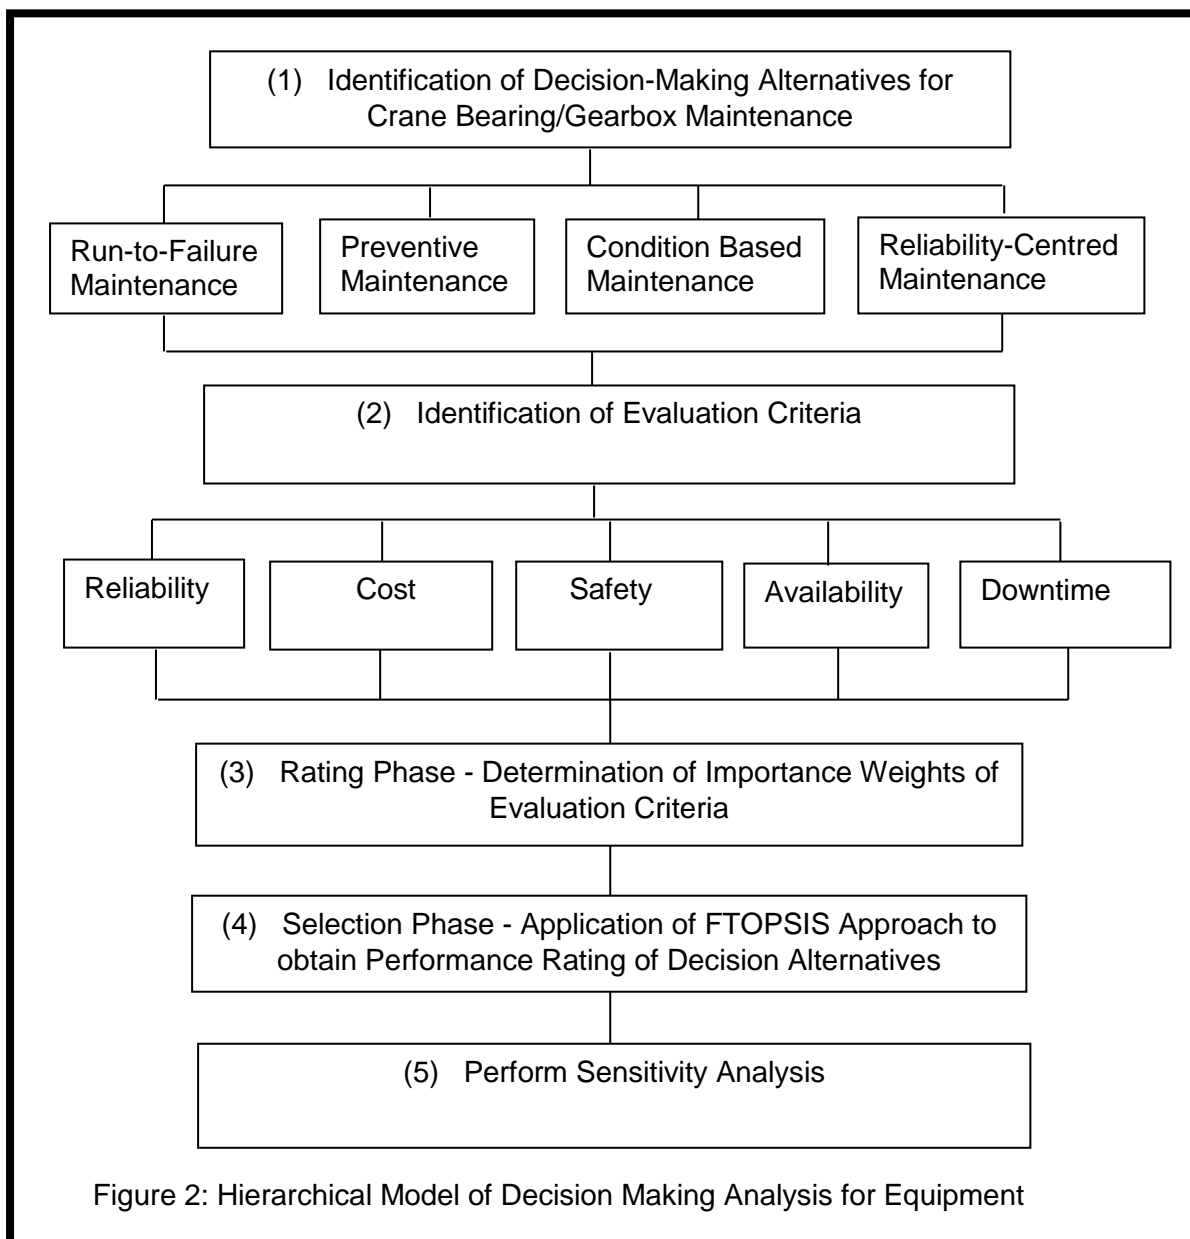 (1) Identification of Decision-Making Alternatives for
Crane Bearing/Gearbox Maintenance
Run-to-Failure
Maintenance
Preventive
Maintenance
Condition Based
Maintenance
Reliability-Centred
Maintenance
(2) Identification of Evaluation Criteria
Reliability
Cost
Safety
Availability
Downtime
(3) Rating Phase - Determination of Importance Weights of
Evaluation Criteria
(4) Selection Phase - Application of FTOPSIS Approach to
obtain Performance Rating of Decision Alternatives
(5) Perform Sensitivity Analysis
Figure 2: Hierarchical Model of Decision Making Analysis for Equipment